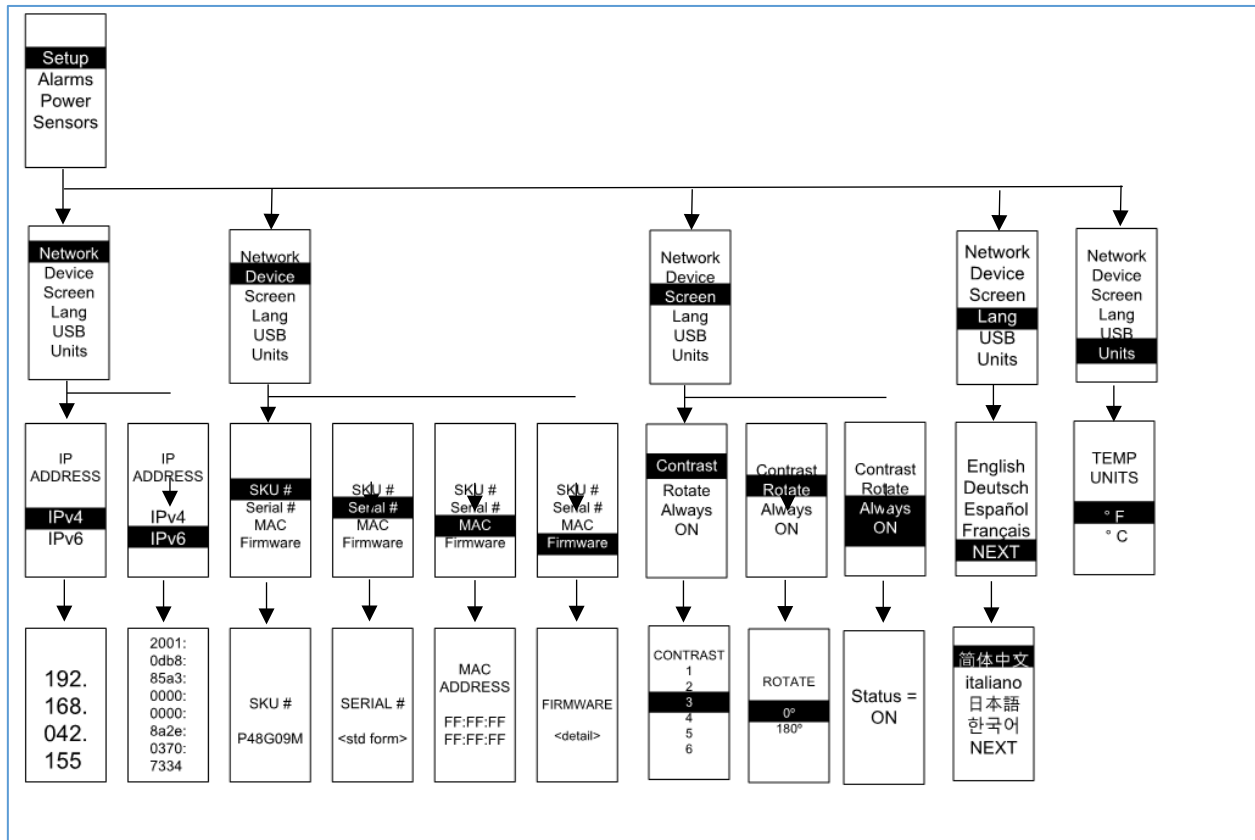 Setup
Alarms
Power
Sensors
Network
Device
Screen
Lang
USB
Units
Network
Device
Screen
Lang
USB
Units
Network
Device
Screen
Lang
USB
Units
Network
Device
Screen
Lang
USB
Units
Network
Device
Screen
Lang
USB
Units
IP
ADDRESS
IPv4
IPv6
IP
ADDRESS
IPv4
IPv6
SKU #
Serial #
MAC
Firmware
SKU #
Serial #
MAC
Firmware
SKU #
Serial #
MAC
Firmware
SKU #
Serial #
MAC
Firmware
Contrast
Rotate
Always
ON
Contrast
Rotate
Always
ON
Contrast
Rotate
Always
ON
English
Deutsch
Español
Français
NEXT
TEMP
UNITS
° F
° C
192.
168.
042.
155
2001:
0db8:
85a3:
0000:
0000:
8a2e:
0370:
7334
SKU #
P48G09M
SERIAL #
<std form>
MAC
ADDRESS
FF:FF:FF
FF:FF:FF
FIRMWARE
<detail>
CONTRAST
1
2
3
4
5
6
ROTATE
0º
180º
Status =
ON
简体中文
italiano
日本語
한국어
NEXT